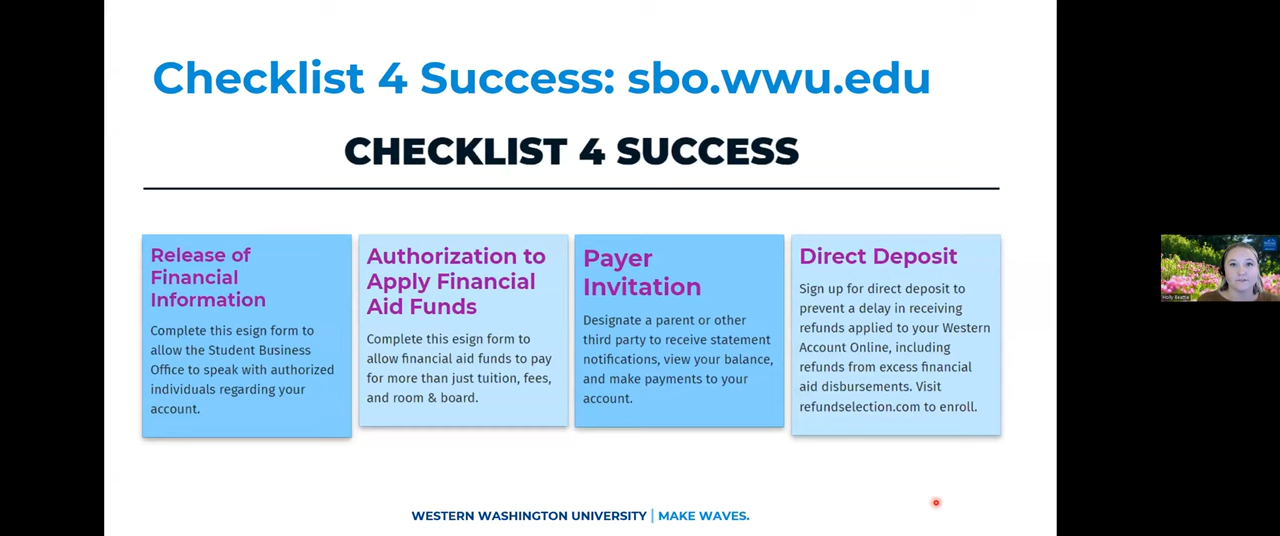 Checklist 4 Success: sbo.wwu.edu
CHECKLIST 4 SUCCESS
Release of
Financial
Information
Complete this esign form to
allow the Student Business
Office to speak with authorized
individuals regarding your
account.
Authorization to
Apply Financial
Aid Funds
Complete this esign form to
allow financial aid funds to pay
for more than just tuition, fees,
and room & board.
Payer
Invitation
Designate a parent or other
third party to receive statement
notifications, view your balance,
and make payments to your
account.
Direct Deposit
Sign up for direct deposit to
prevent a delay in receiving
refunds applied to your Western
Account Online, including
refunds from excess financial
aid disbursements. Visit
refundselection.com to enroll.
WESTERN WASHINGTON UNIVERSITY | MAKE WAVES.
Holly Beattie